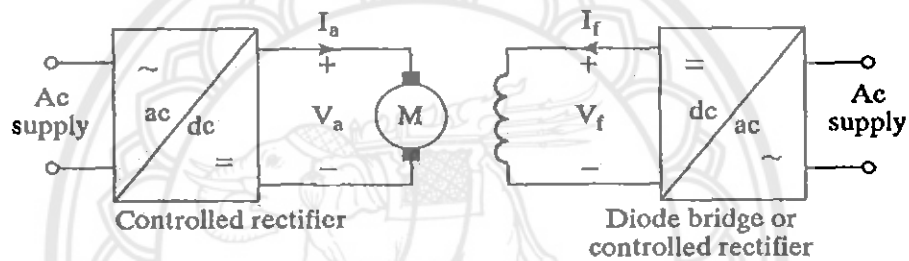 I_a
I_f
~
+
+
=
Ac
supply
ac
dc
V_a
M
V_f
dc
ac
Ac
supply
=
−
−
~
Controlled rectifier
Diode bridge or
controlled rectifier